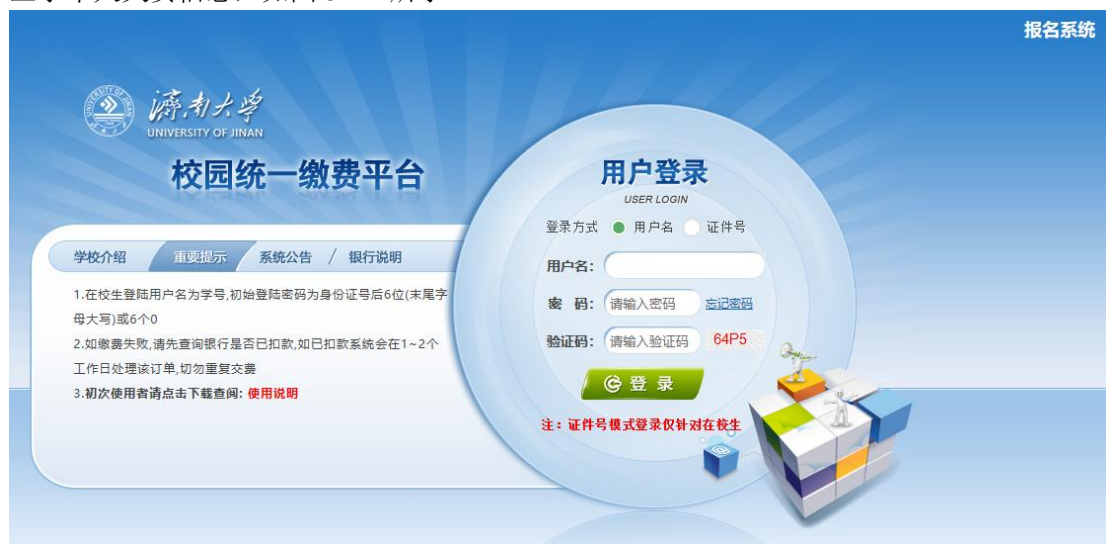 报名系统
濟南大学
UNIVERSITY OF JINAN
校园统一缴费平台
学校介绍 重要提示 系统公告 / 银行说明
1.在校生登陆用户名为学号,初始登陆密码为身份证号后6位(末尾字
母大写)或6个0
2.如缴费失败,请先查询银行是否已扣款,如已扣款系统会在1~2个
工作日处理该订单,切勿重复交费
3.初次使用者请点击下载查阅: 使用说明
用户登录
USER LOGIN
登录方式 用户名 证件号
用户名:
密 码: 请输入密码 忘记密码
验证码: 请输入验证码 64P5
登 录
注: 证件号模式登录仅针对在校生